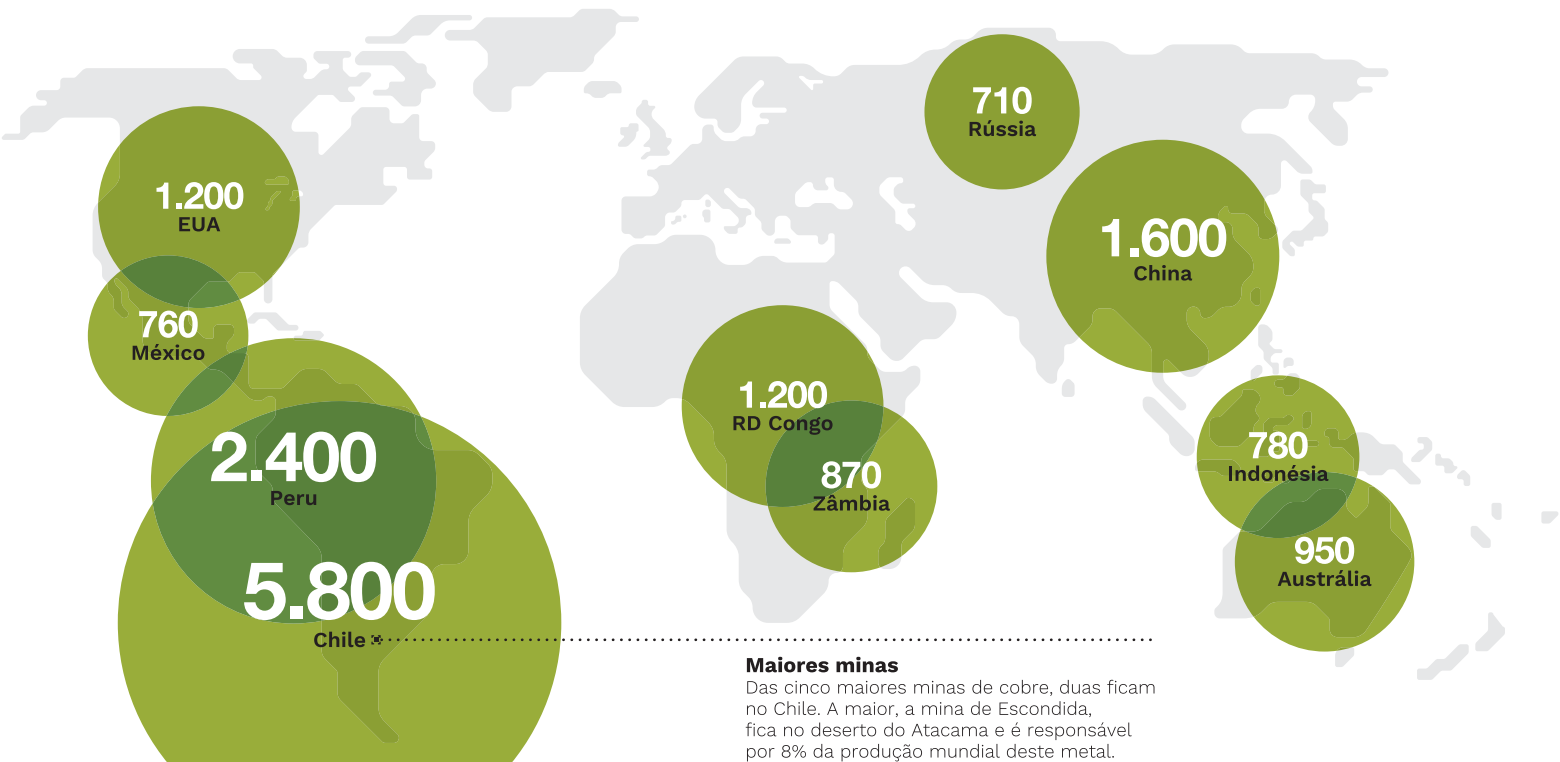 710
Rússia
1.200
EUA
1.600
China
760
México
1.200
RD Congo
2.400
Peru
870
Zâmbia
780
Indonésia
950
Austrália
5.800
Chile
Maiores minas
Das cinco maiores minas de cobre, duas ficam
no Chile. A maior, a mina de Escondida,
fica no deserto do Atacama e é responsável
por 8% da produção mundial deste metal.